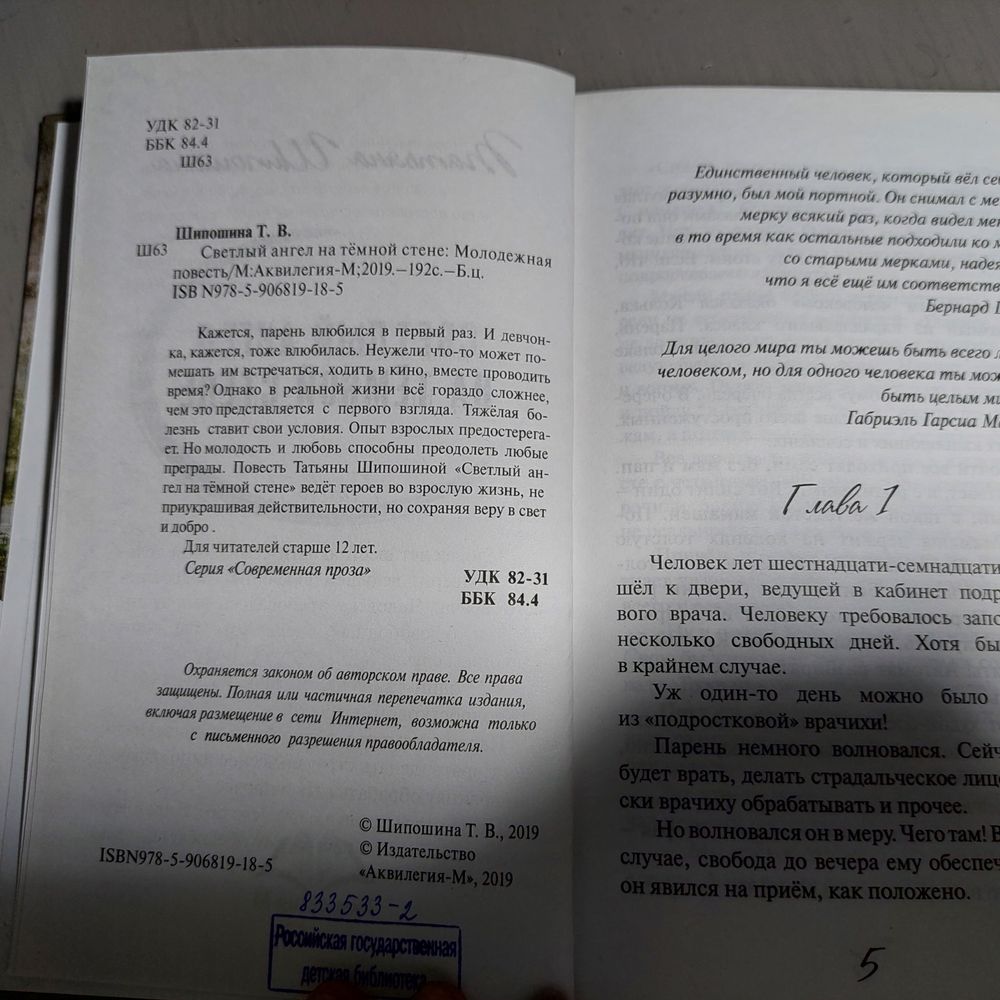 УДК 82-31
ББК 84.4
Ш63
Шипошина Т. В.
Ш63 Светлый ангел на тёмной стене: Молодежная
повесть/М:Аквилегия-М;2019.–192с.–Б.ц.
ISB N978-5-906819-18-5
Кажется, парень влюбился в первый раз. И девчон-
ка, кажется, тоже влюбилась. Неужели что-то может по-
мешать им встречаться, ходить в кино, вместе проводить
время? Однако в реальной жизни всё гораздо сложнее,
чем это представляется с первого взгляда. Тяжёлая бо-
лезнь ставит свои условия. Опыт взрослых предостерега-
ет. Но молодость и любовь способны преодолеть любые
преграды. Повесть Татьяны Шипошиной «Светлый ан-
гел на тёмной стене» ведёт героев во взрослую жизнь, не
приукрашивая действительности, но сохраняя веру в свет
и добро .
Для читателей старше 12 лет.
Серия «Современная проза»
УДК 82-31
ББК 84.4
Охраняется законом об авторском праве. Все права
защищены. Полная или частичная перепечатка издания,
включая размещение в сети Интернет, возможна только
с письменного разрешения правообладателя.
© Шипошина Т. В., 2019
© Издательство
«Аквилегия-М», 2019
ISBN978-5-906819-18-5
833533-2
Российская государственная
детская библиотека
Единственный человек, который вёл се
разумно, был мой портной. Он снимал с ме
мерку всякий раз, когда видел мен
в то время как остальные подходили ко м
со старыми мерками, надея
что я всё ещё им соответств
Бернард
Для целого мира ты можешь быть всего л
человеком, но для одного человека ты мож
быть целым ми
Габриэль Гарсиа Ма
Глава 1
Человек лет шестнадцати-семнадцати
шёл к двери, ведущей в кабинет подр
вого врача. Человеку требовалось запо
несколько свободных дней. Хотя бы
в крайнем случае.
Уж один-то день можно было
из «подростковой» врачихи!
Парень немного волновался. Сейч
будет врать, делать страдальческое лицо
ски врачиху обрабатывать и прочее.
Но волновался он в меру. Чего там! В
случае, свобода до вечера ему обеспеч
он явился на приём, как положено.
5